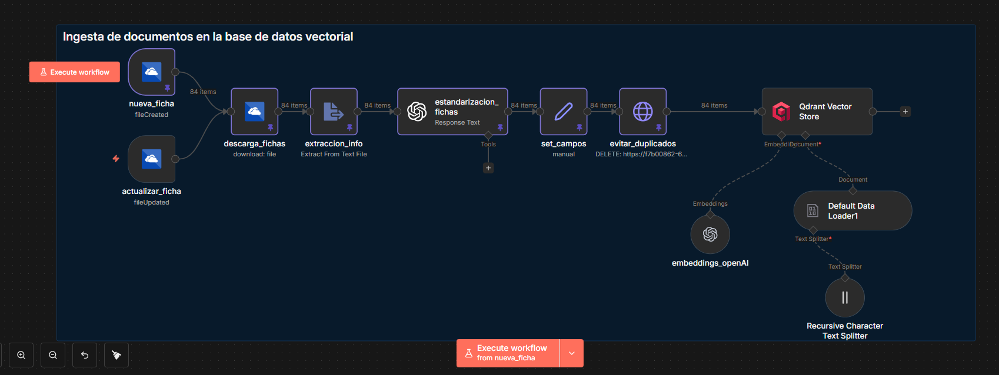 Ingesta de documentos en la base de datos vectorial
Execute workflow
nueva_ficha
fileCreated
84 items
actualizar_ficha
fileUpdated
descarga_fichas
download: file
84 items
extraccion_info
Extract From Text File
84 items
estandarizacion_
fichas
Response Text
Tools
84 items
set_campos
manual
84 items
evitar_duplicados
DELETE: https://f7b00862-6...
84 items
Qdrant Vector
Store
Embeddi
Document*
Embeddings
embeddings_openAI
Document
Default Data
Loader1
Text Splitter*
Text Splitter
Recursive Character
Text Splitter
Execute workflow
from nueva_ficha